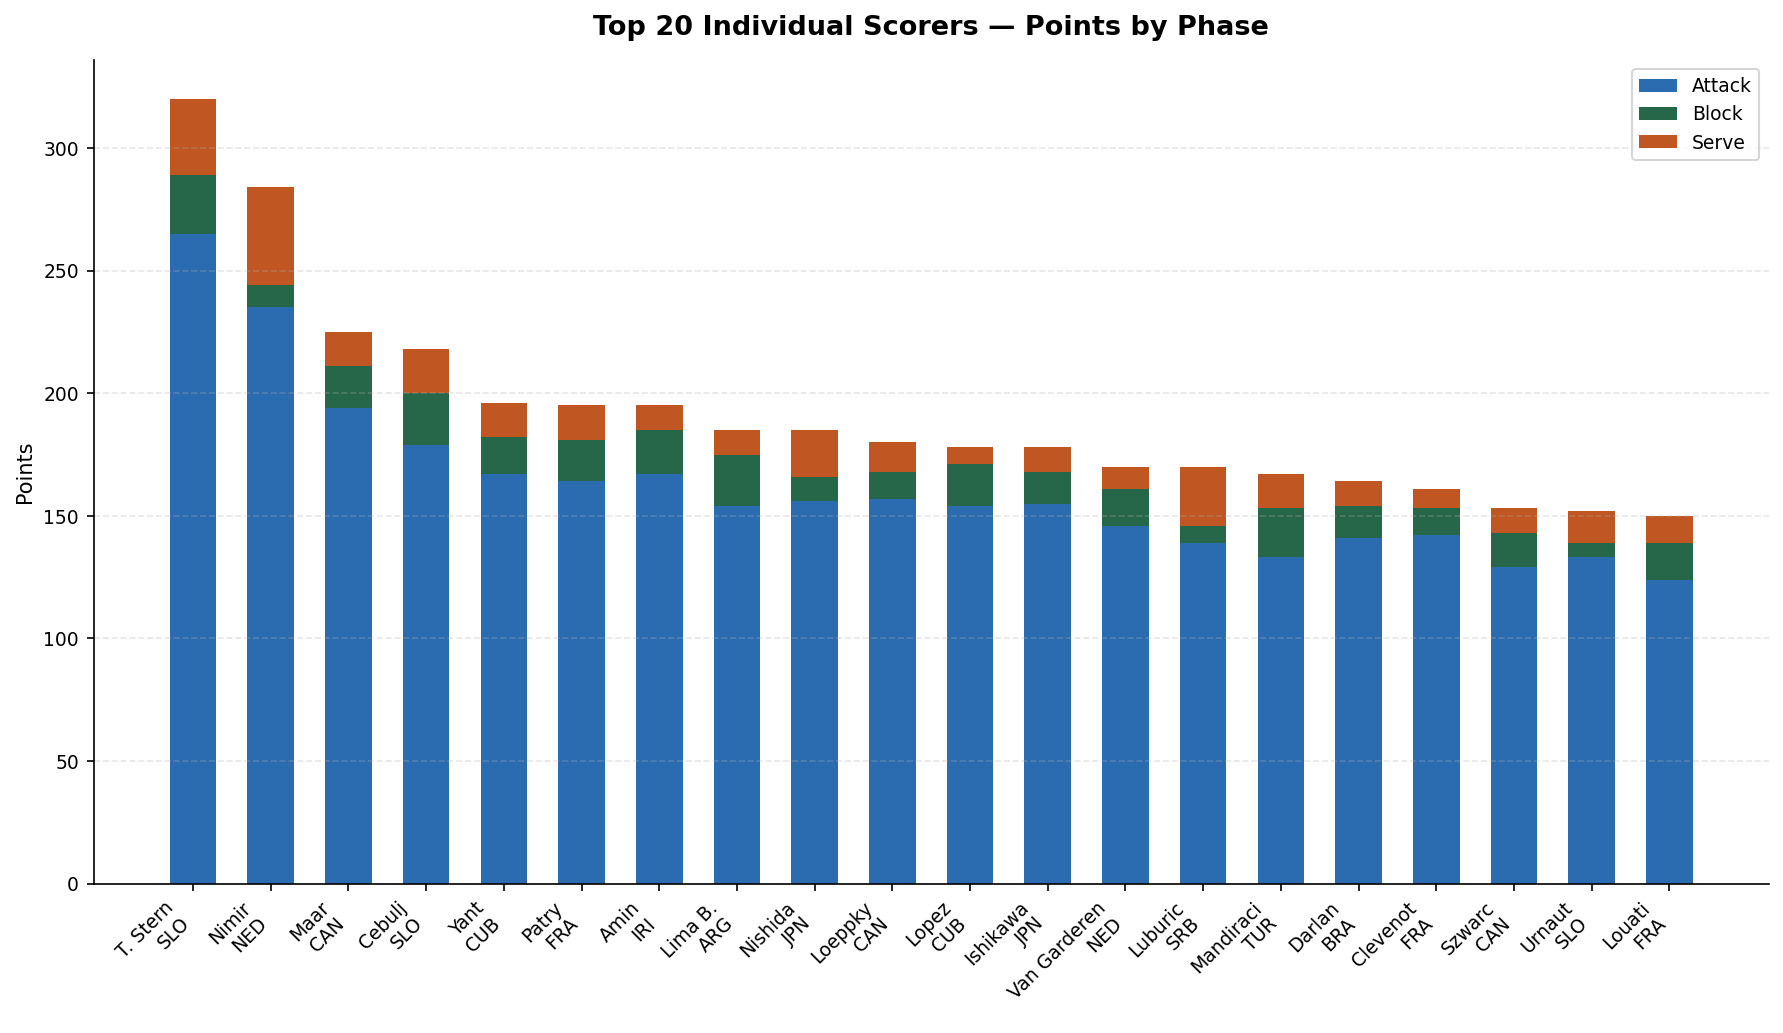 Top 20 Individual Scorers — Points by Phase
Attack
Block
Serve
Points
300
250
200
150
100
50
0
T. Stern
SLO
Nimir
NED
Maar
CAN
Cebulj
SLO
Yant
CUB
Patry
FRA
Amin
IRI
Lima B.
ARG
Nishida
JPN
Loeppky
CAN
Lopez
CUB
Ishikawa
JPN
Van Garderen
NED
Luburic
SRB
Mandiraci
TUR
Darlan
BRA
Clevenot
FRA
Szwarc
CAN
Urnaut
SLO
Louati
FRA